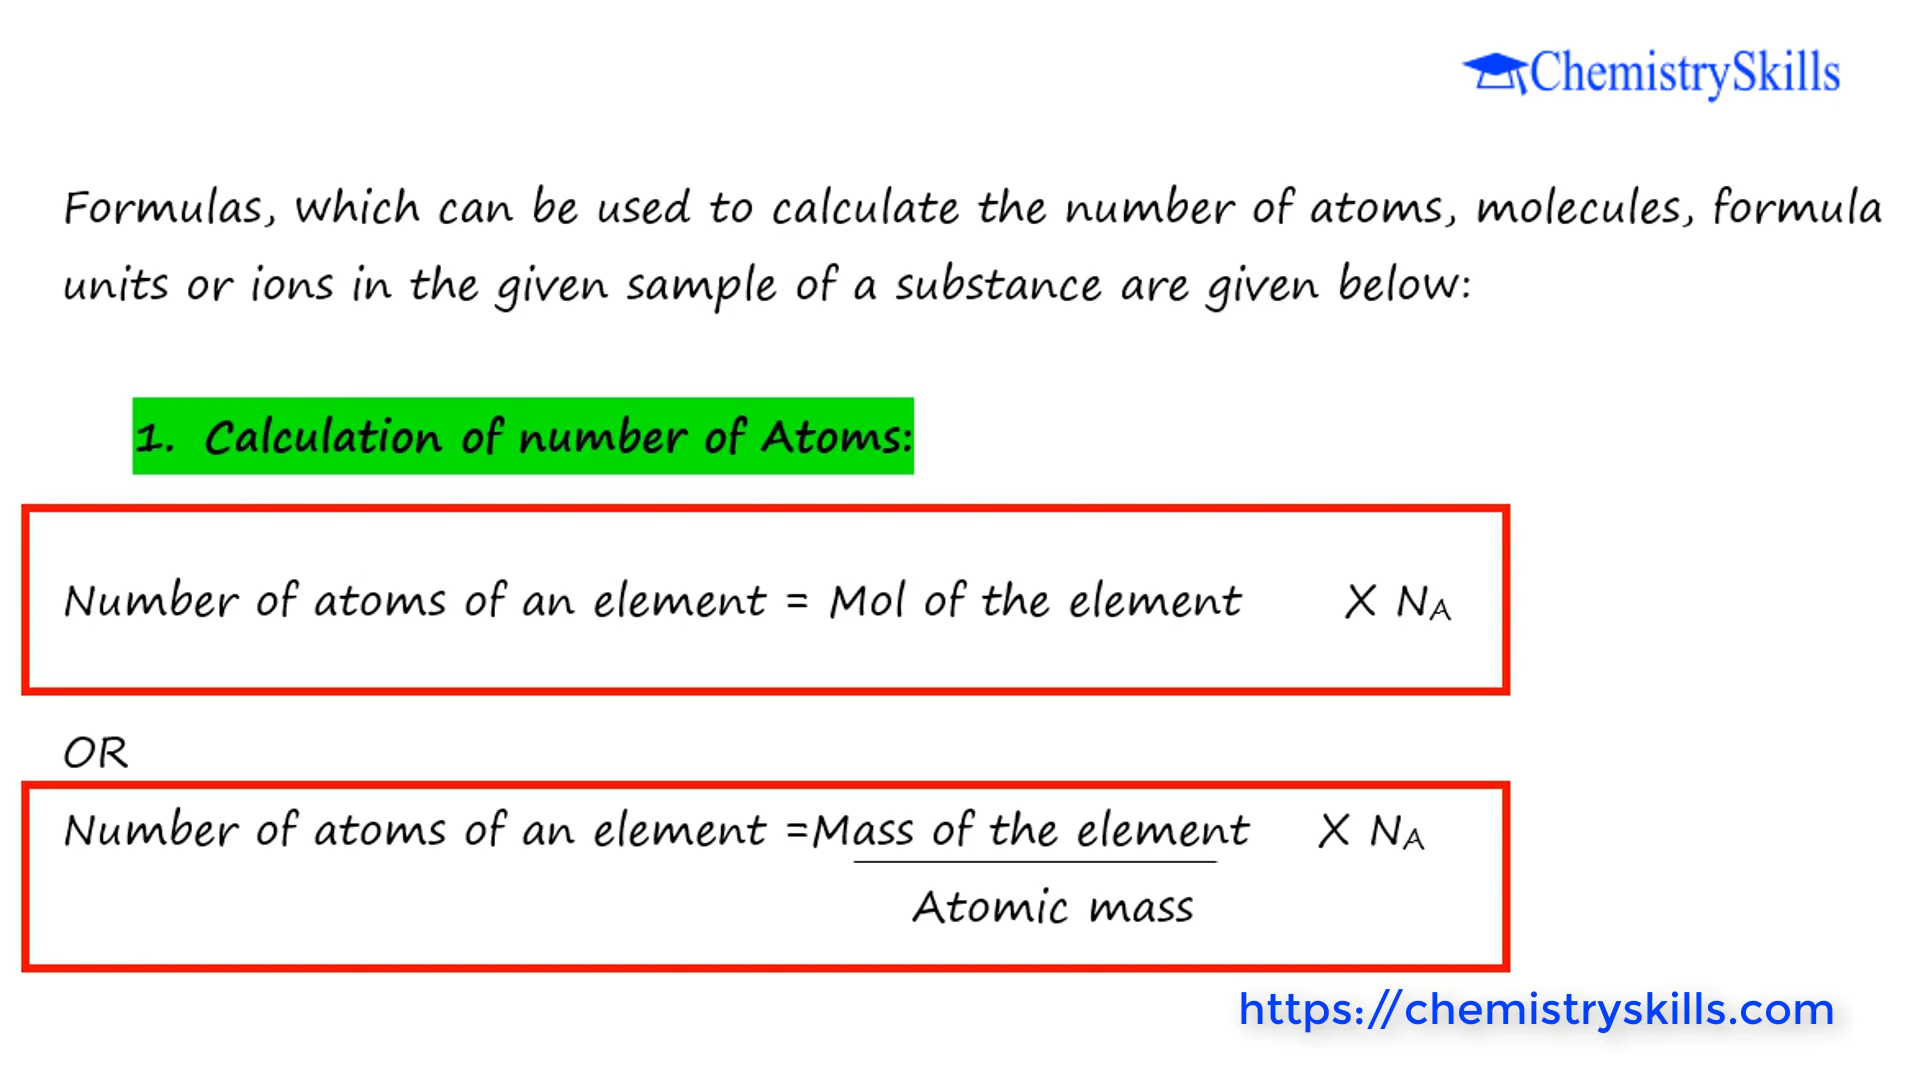 ChemistrySkills
Formulas, which can be used to calculate the number of atoms, molecules, formula
units or ions in the given sample of a substance are given below:
1. Calculation of number of Atoms:
Number of atoms of an element = Mol of the element X NA
OR
Number of atoms of an element =Mass of the element X NA
Atomic mass
https://chemistryskills.com